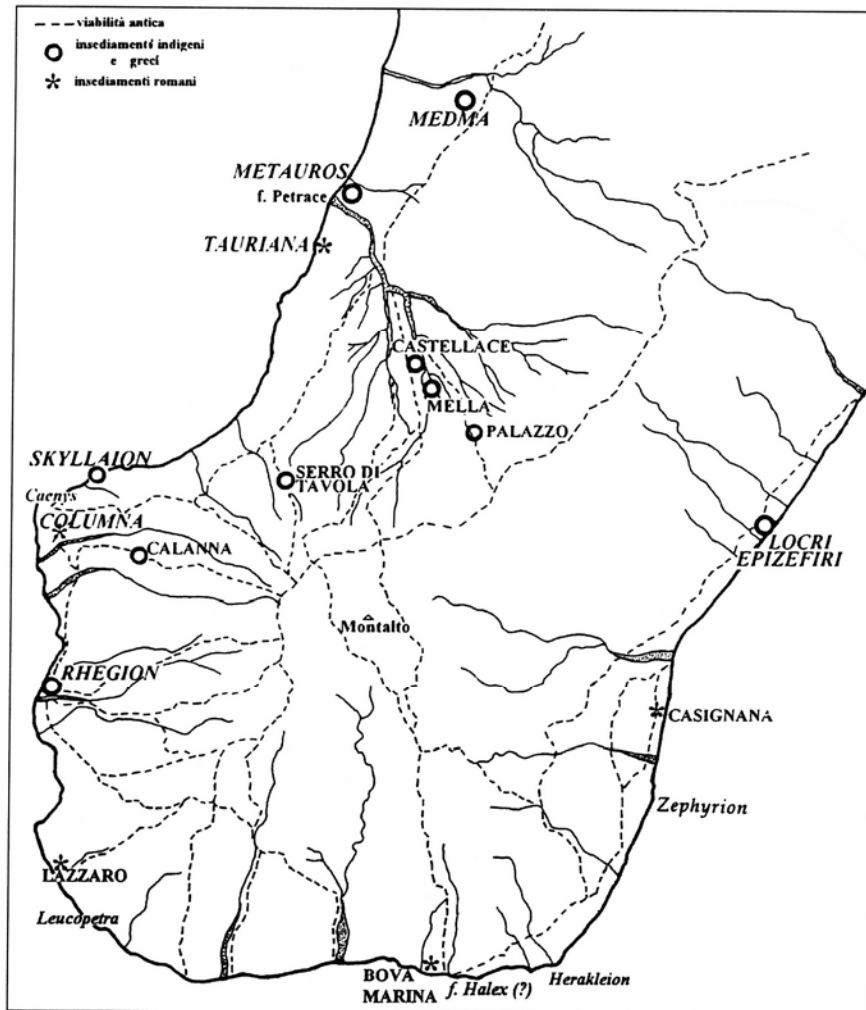 viabilità antica
insediamenti indigeni
e greci
insediamenti romani
MEDMA
METAUROS
f. Petrace
TAURIANA
CASTELLACE
MELLA
PALAZZO
SKYLLAION
SERRO DI
TAVOLA
Caenys
COLUMNA
CALANNA
LOCRI
EPIZEFIRI
Montalto
RHEGION
CASIGNANA
Zephyrion
LAZZARO
Leucopetra
BOVA
MARINA
f. Halex (?)
Herakleion